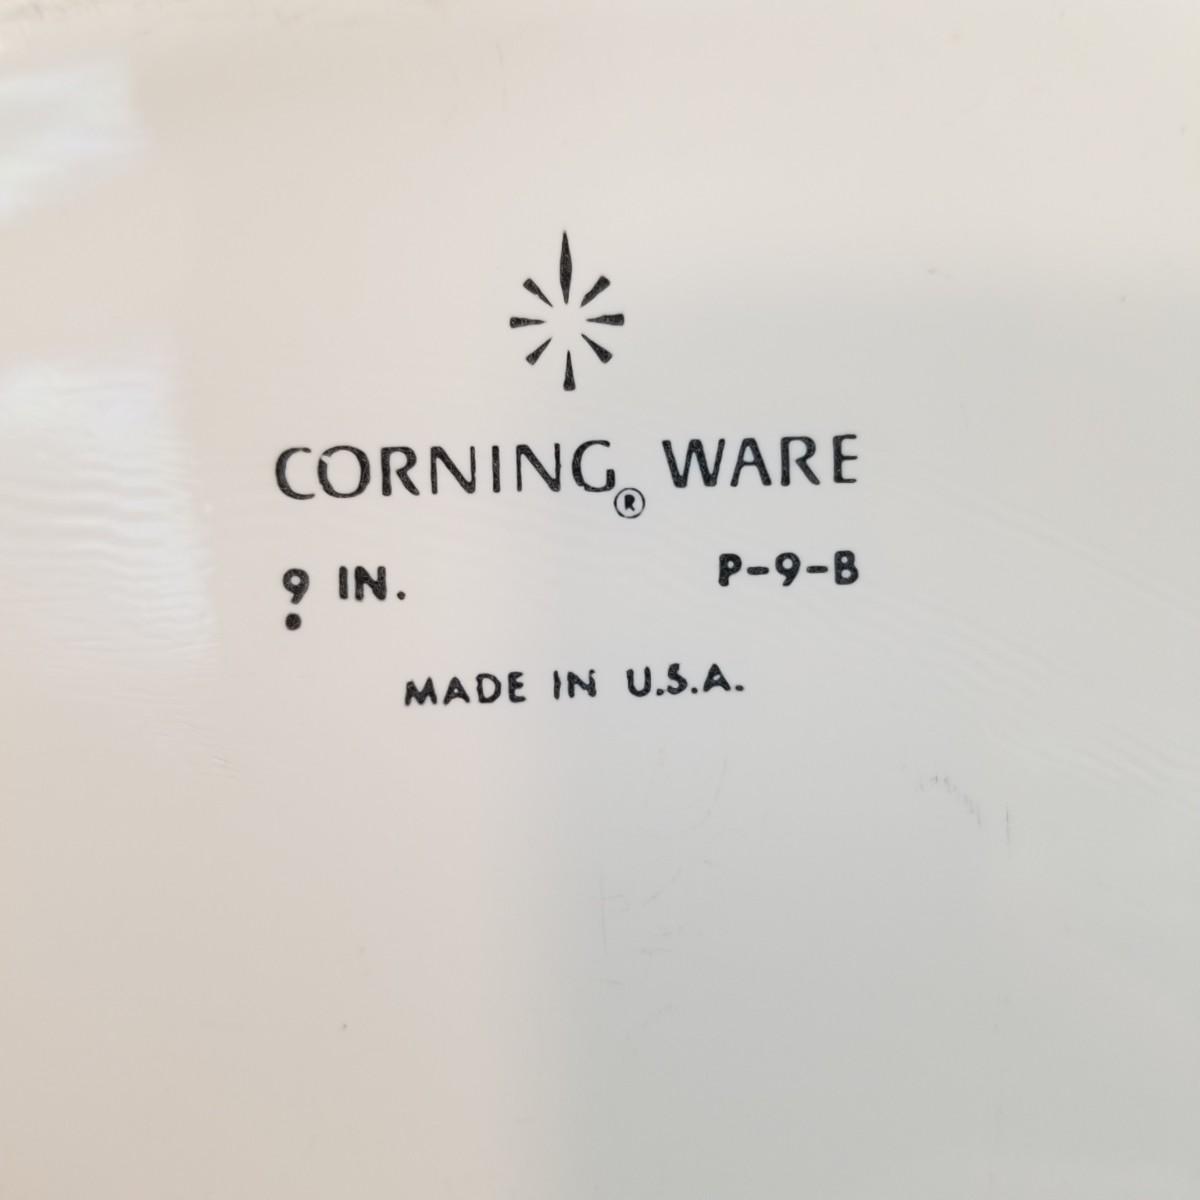 CORNING® WARE
9 IN. P-9-B
MADE IN U.S.A.